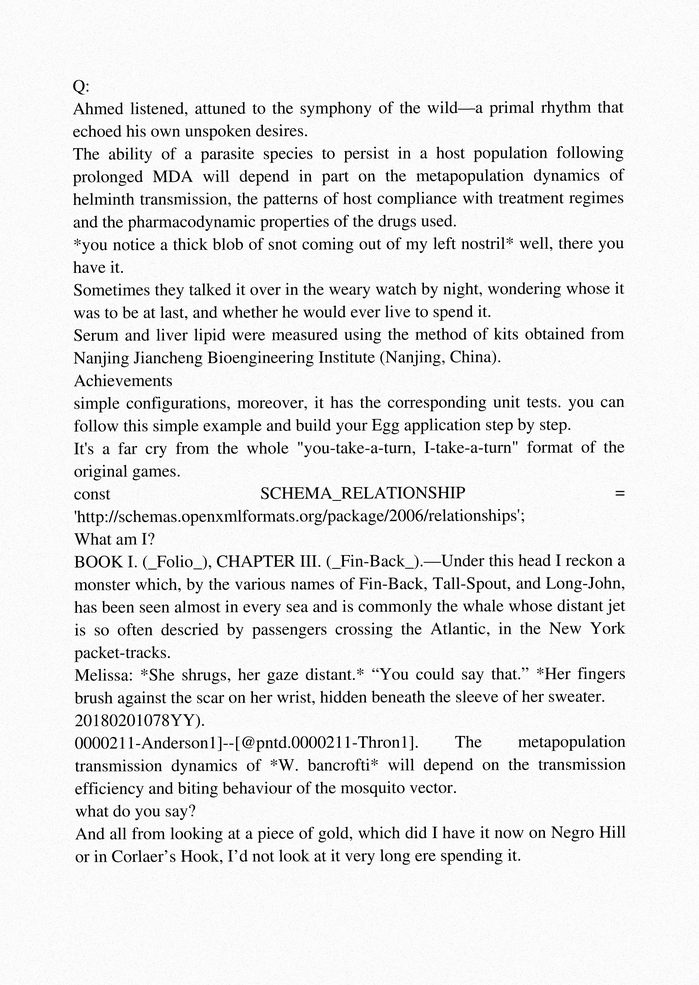 Q:
Ahmed listened, attuned to the symphony of the wild—a primal rhythm that
echoed his own unspoken desires.
The ability of a parasite species to persist in a host population following
prolonged MDA will depend in part on the metapopulation dynamics of
helminth transmission, the patterns of host compliance with treatment regimes
and the pharmacodynamic properties of the drugs used.
*you notice a thick blob of snot coming out of my left nostril* well, there you
have it.
Sometimes they talked it over in the weary watch by night, wondering whose it
was to be at last, and whether he would ever live to spend it.
Serum and liver lipid were measured using the method of kits obtained from
Nanjing Jiancheng Bioengineering Institute (Nanjing, China).
Achievements
simple configurations, moreover, it has the corresponding unit tests. you can
follow this simple example and build your Egg application step by step.
It's a far cry from the whole "you-take-a-turn, I-take-a-turn" format of the
original games.
const SCHEMA_RELATIONSHIP =
'http://schemas.openxmlformats.org/package/2006/relationships';
What am I?
BOOK I. (_Folio_), CHAPTER III. (_Fin-Back_).—Under this head I reckon a
monster which, by the various names of Fin-Back, Tall-Spout, and Long-John,
has been seen almost in every sea and is commonly the whale whose distant jet
is so often descried by passengers crossing the Atlantic, in the New York
packet-tracks.
Melissa: *She shrugs, her gaze distant.* “You could say that.” *Her fingers
brush against the scar on her wrist, hidden beneath the sleeve of her sweater.
20180201078YY).
0000211-Anderson1]--[@pntd.0000211-Thron1]. The metapopulation
transmission dynamics of *W. bancrofti* will depend on the transmission
efficiency and biting behaviour of the mosquito vector.
what do you say?
And all from looking at a piece of gold, which did I have it now on Negro Hill
or in Corlaer’s Hook, I’d not look at it very long ere spending it.